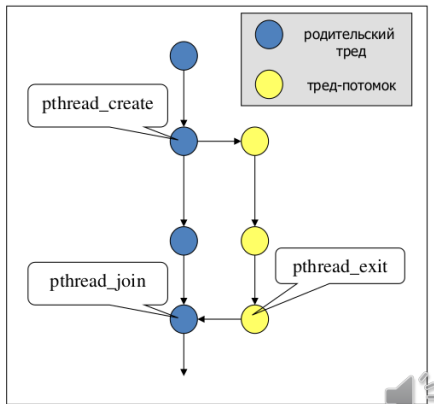 родительский
тред
тред-потомок
pthread_create
pthread_exit
pthread_join